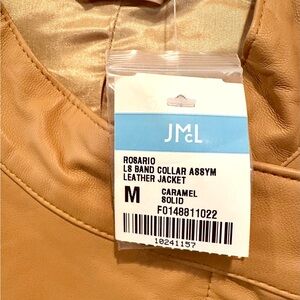 JMcL
ROSARIO
LS BAND COLLAR ASSYM
LEATHER JACKET
M
CARAMEL
SOLID
F0148811022
10241157